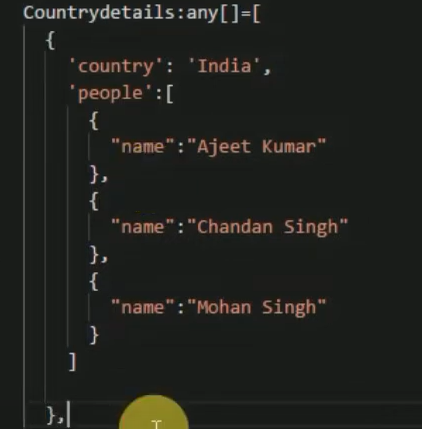 Countrydetails:any[]=[
{
'country': 'India',
'people':[
{
"name":"Ajeet Kumar"
},
{
"name":"Chandan Singh"
},
{
"name":"Mohan Singh"
}
]
},